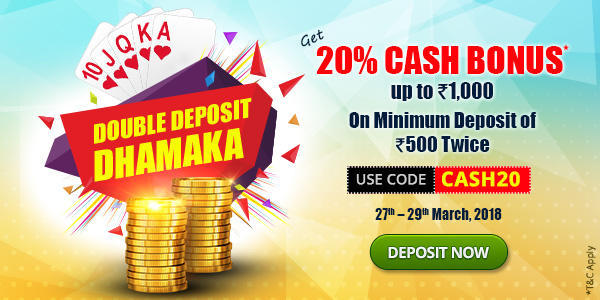 10 J Q K A
DOUBLE DEPOSIT
DHAMAKA
Get
20% CASH BONUS*
up to ₹1,000
On Minimum Deposit of
₹500 Twice
USE CODE CASH20
27th – 29th March, 2018
DEPOSIT NOW
*T&C Apply